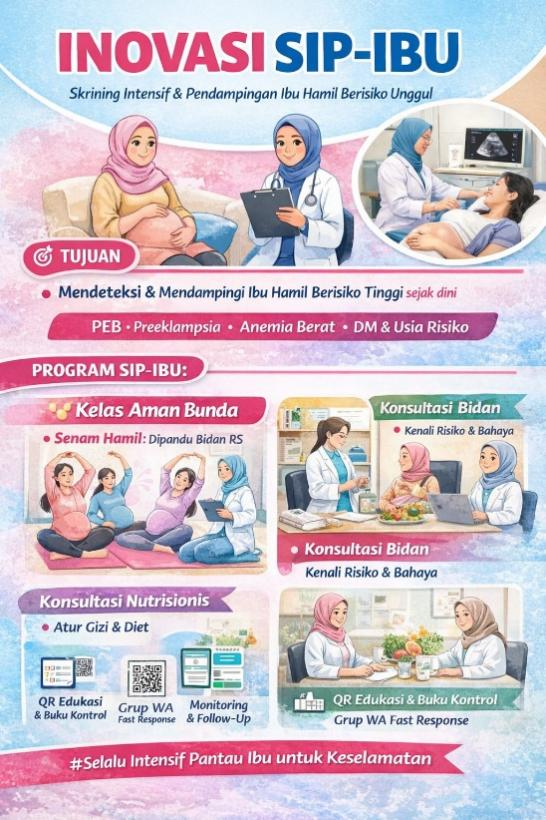 INOVASI SIP-IBU
Skrining Intensif & Pendampingan Ibu Hamil Berisiko Unggul
TUJUAN
Mendeteksi & Mendampingi Ibu Hamil Berisiko Tinggi sejak dini
PEB • Preeklampsia • Anemia Berat • DM & Usia Risiko
PROGRAM SIP-IBU:
Kelas Aman Bunda
• Senam Hamil: Dipandu Bidan RS
Konsultasi Bidan
• Kenali Risiko & Bahaya
• Konsultasi Bidan
Kenali Risiko & Bahaya
Konsultasi Nutrisionis
• Atur Gizi & Diet
QR Edukasi
& Buku Kontrol
Grup WA
Fast Response
Monitoring
& Follow-Up
QR Edukasi & Buku Kontrol
Grup WA Fast Response
#Selalu Intensif Pantau Ibu untuk Keselamatan